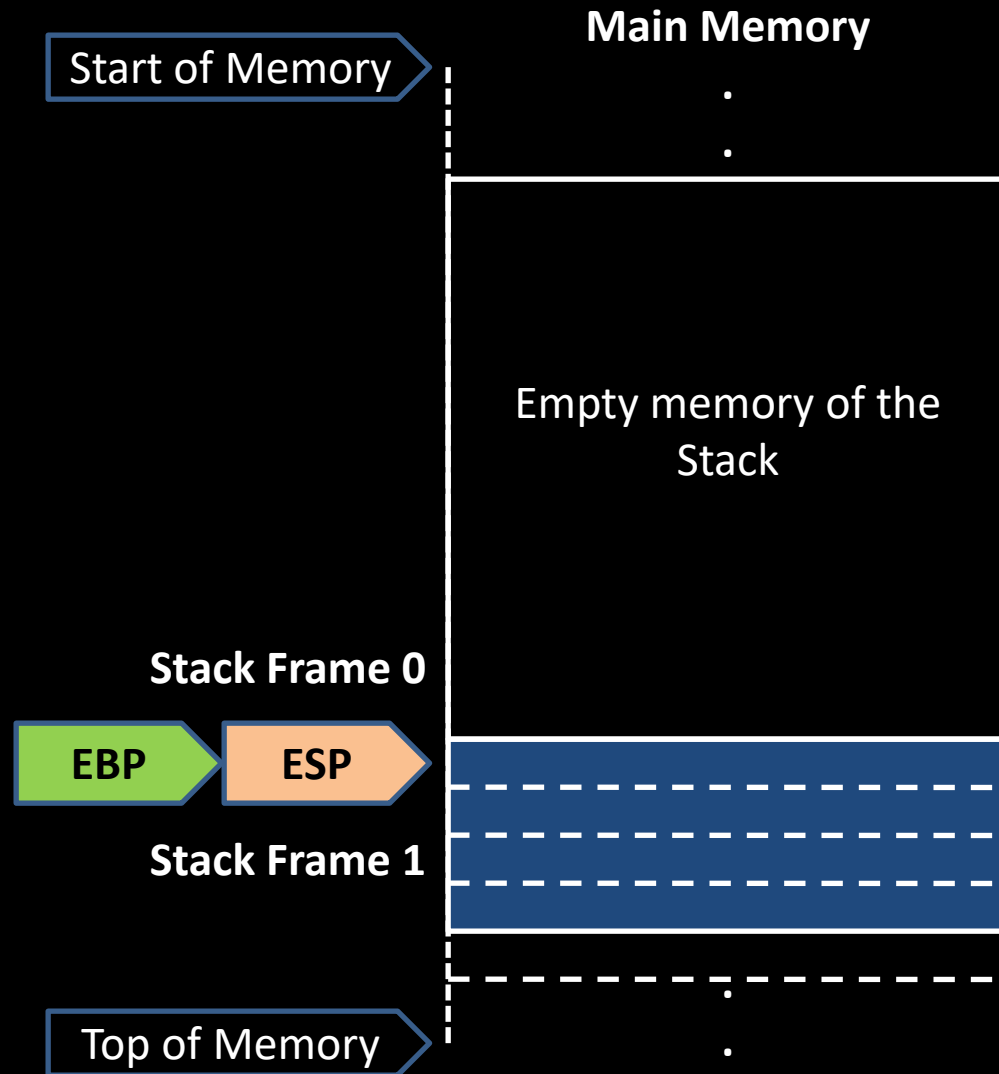 Main Memory
Start of Memory
.
.
Empty memory of the
Stack
Stack Frame 0
EBP
ESP
Stack Frame 1
.
Top of Memory
.